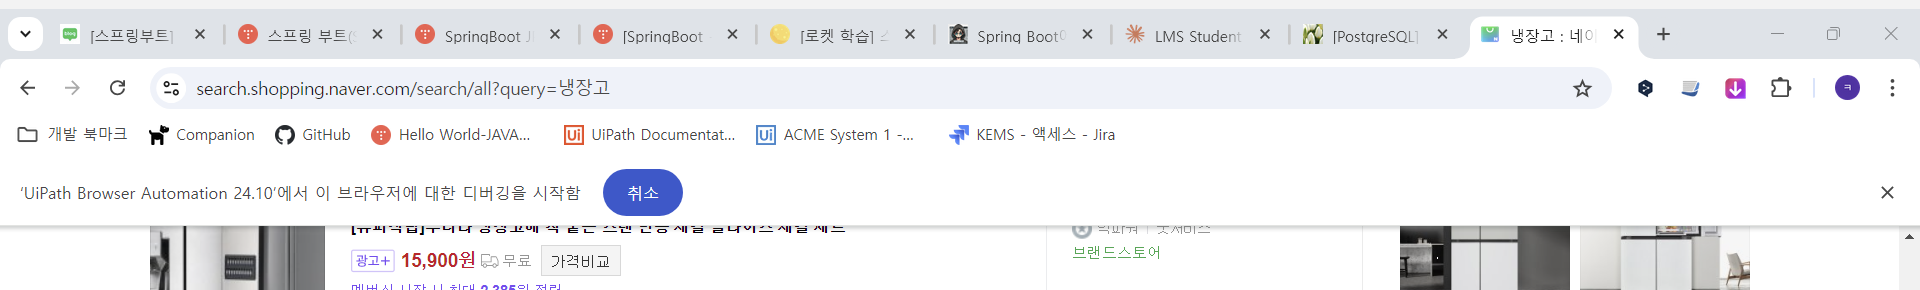 [스프링부트]
스프링 부트(
SpringBoot
[SpringBoot
[로켓 학습]
Spring Boot
LMS Student
[PostgreSQL]
냉장고 : 네이
search.shopping.naver.com/search/all?query=냉장고
ㅋ
개발 북마크
Companion
GitHub
Hello World-JAVA...
UiPath Documentat...
ACME System 1 -...
KEMS - 액세스 - Jira
'UiPath Browser Automation 24.10'에서 이 브라우저에 대한 디버깅을 시작함
취소
광고+ 15,900원 무료 가격비교
브랜드스토어